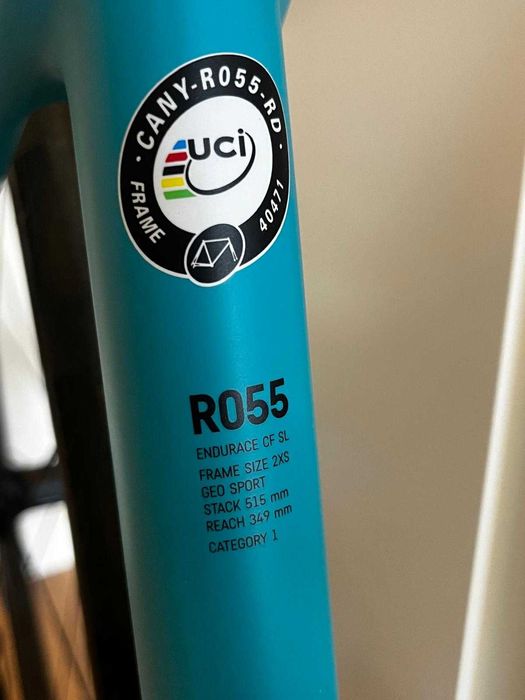 · CANY-R055-RD ·
UCi
FRAME
40471
R055
ENDURACE CF SL
FRAME SIZE 2XS
GEO SPORT
STACK 515 mm
REACH 349 mm
CATEGORY 1